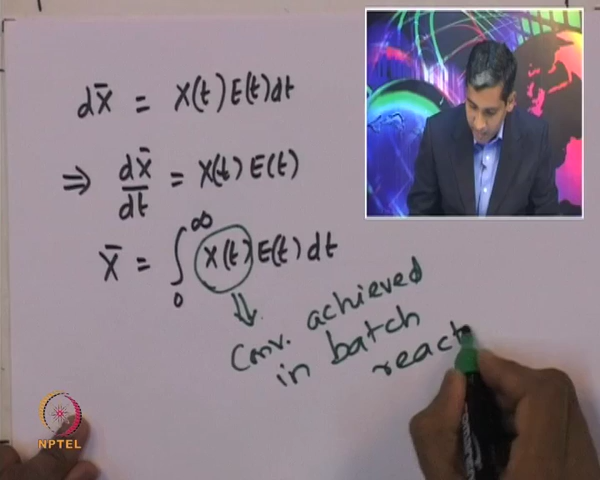 dX̄ = X(t) E(t) dt
⇒ dX̄/dt = X(t) E(t)
X̄ = ∫₀^∞ X(t) E(t) dt
Conv. achieved
in batch
react
NPTEL